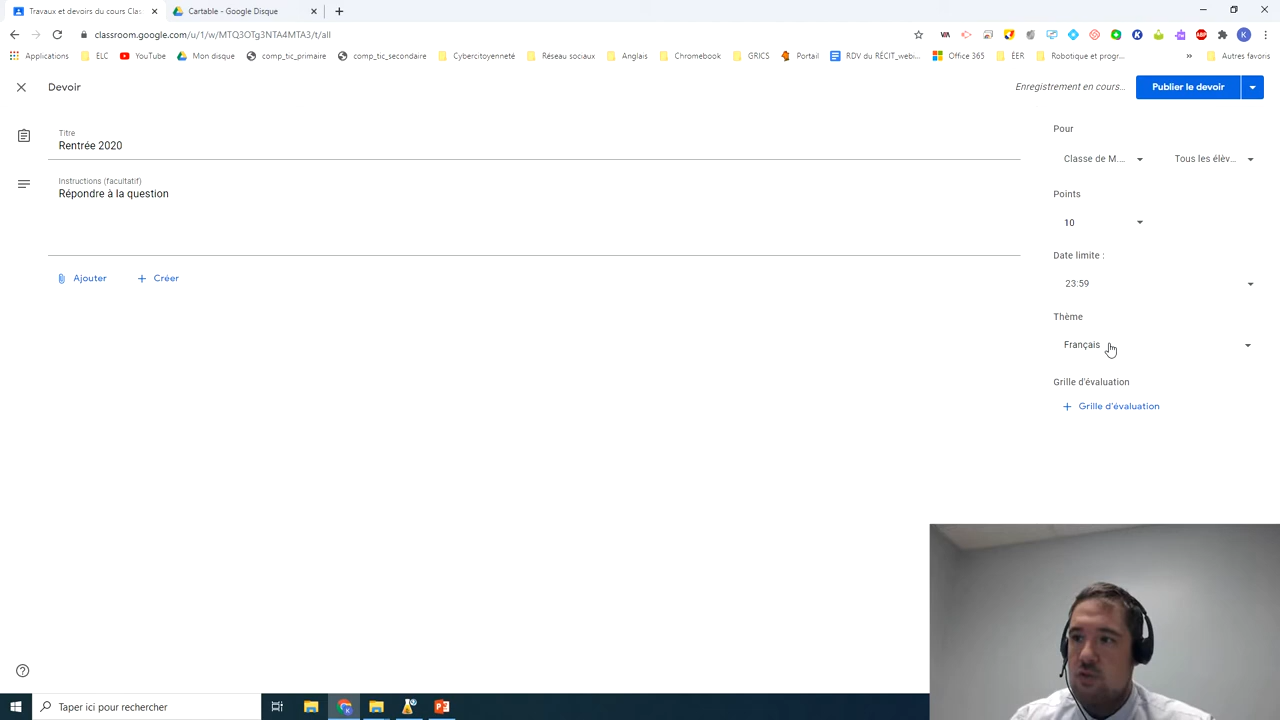 Travaux et devoirs du cours Clas
Cartable - Google Disque
classroom.google.com/u/1/w/MTQ3OTg3NTA4MTA3/t/all
Applications
ELC
YouTube
Mon disque
comp_tic_primaire
comp_tic_secondaire
Cybercitoyenneté
Réseau sociaux
Anglais
Chromebook
GRICS
Portail
RDV du RÉCIT_web...
Office 365
ÉER
Robotique et progr...
Autres favoris
Devoir
Enregistrement en cours...
Publier le devoir
Titre
Rentrée 2020
Instructions (facultatif)
Répondre à la question
Ajouter
Créer
Pour
Classe de M....
Tous les élèv...
Points
10
Date limite :
23:59
Thème
Français
Grille d'évaluation
Grille d'évaluation
Taper ici pour rechercher